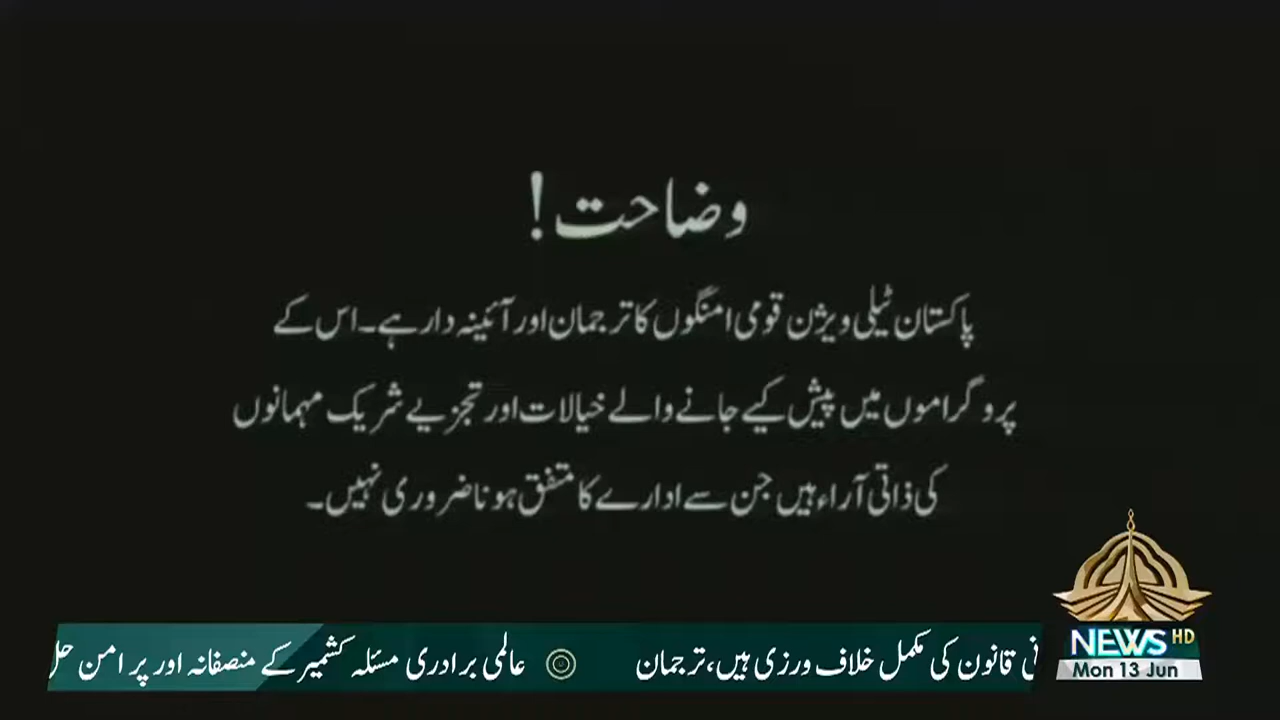 وضاحت!
پاکستان ٹیلی ویژن قومی امنگوں کا ترجمان اور آئینہ دار ہے۔ اس کے
پروگراموں میں پیش کیے جانے والے خیالات اور تجزیے شریک مہمانوں
کی ذاتی آراء ہیں جن سے ادارے کا متفق ہونا ضروری نہیں۔
قانون کی مکمل خلاف ورزی ہیں، ترجمان
عالمی برادری مسئلہ کشمیر کے منصفانہ اور پر امن
NEWS HD
Mon 13 Jun